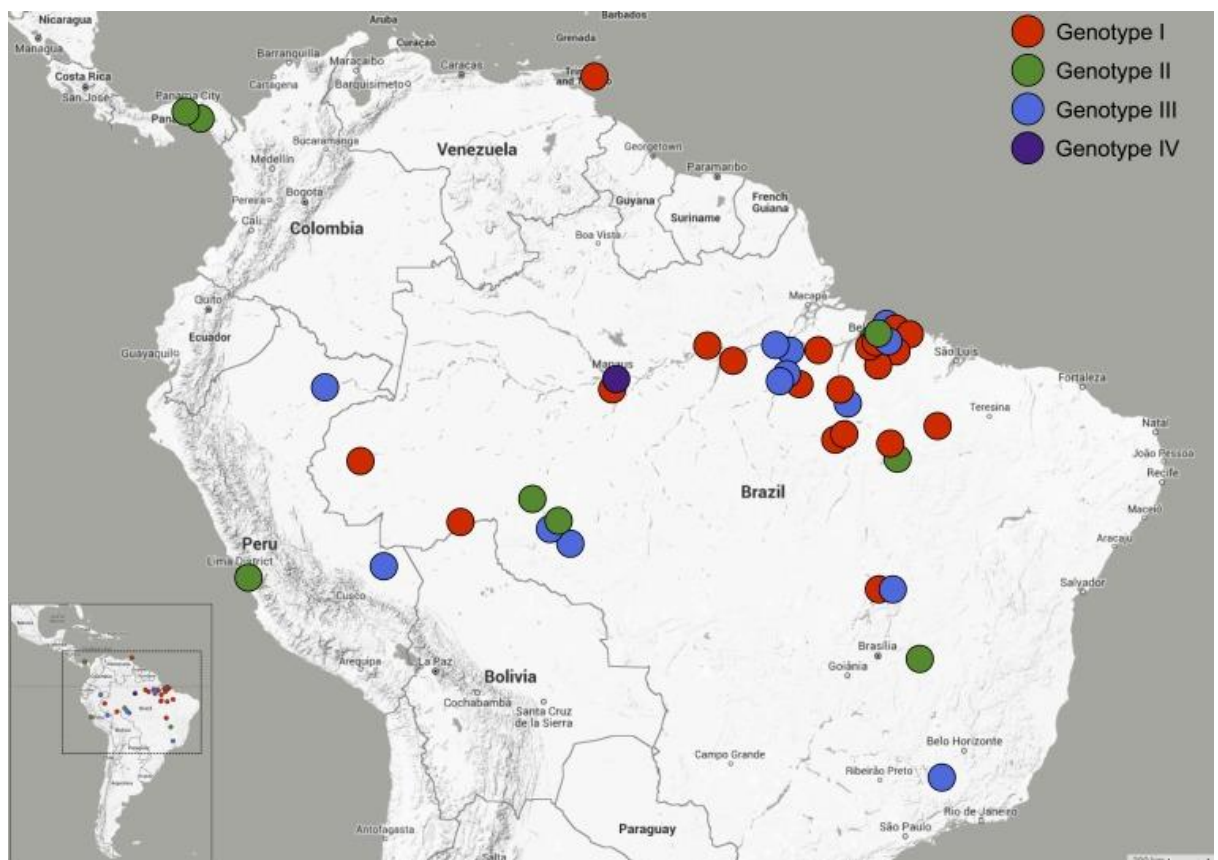 Nicaragua
Managua
Costa Rica
San José
Panama City
Aruba
Curaçao
Barbados
Grenada
Barranquilla
Maracaibo
Caracas
Cartagena
Barquisimeto
Bucaramanga
Medellín
Venezuela
Georgetown
Paramaribo
Pereira
Bogota
Guyana
French
Guiana
Suriname
Cali
Colombia
Boa Vista
Quito
Ecuador
Guayaquil
Macapá
São Luís
Manaus
Fortaleza
Teresina
Natal
João Pessoa
Recife
Brazil
Maceió
Aracaju
Peru
Lima District
Salvador
Cusco
Brasília
Goiânia
Arequipa
La Paz
Bolivia
Cochabamba
Santa Cruz
de la Sierra
Belo Horizonte
Campo Grande
Ribeirão Preto
Rio de Janeiro
Paraguay
São Paulo
Antofagasta
Salta
Genotype I
Genotype II
Genotype III
Genotype IV